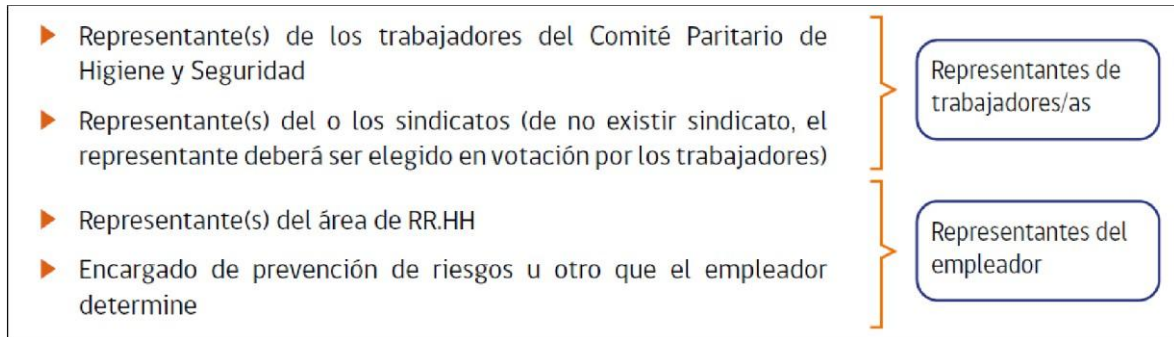 Representante(s) de los trabajadores del Comité Paritario de
Higiene y Seguridad
Representante(s) del o los sindicatos (de no existir sindicato, el
representante deberá ser elegido en votación por los trabajadores)
Representantes de
trabajadores/as
Representante(s) del área de RR.HH
Encargado de prevención de riesgos u otro que el empleador
determine
Representantes del
empleador